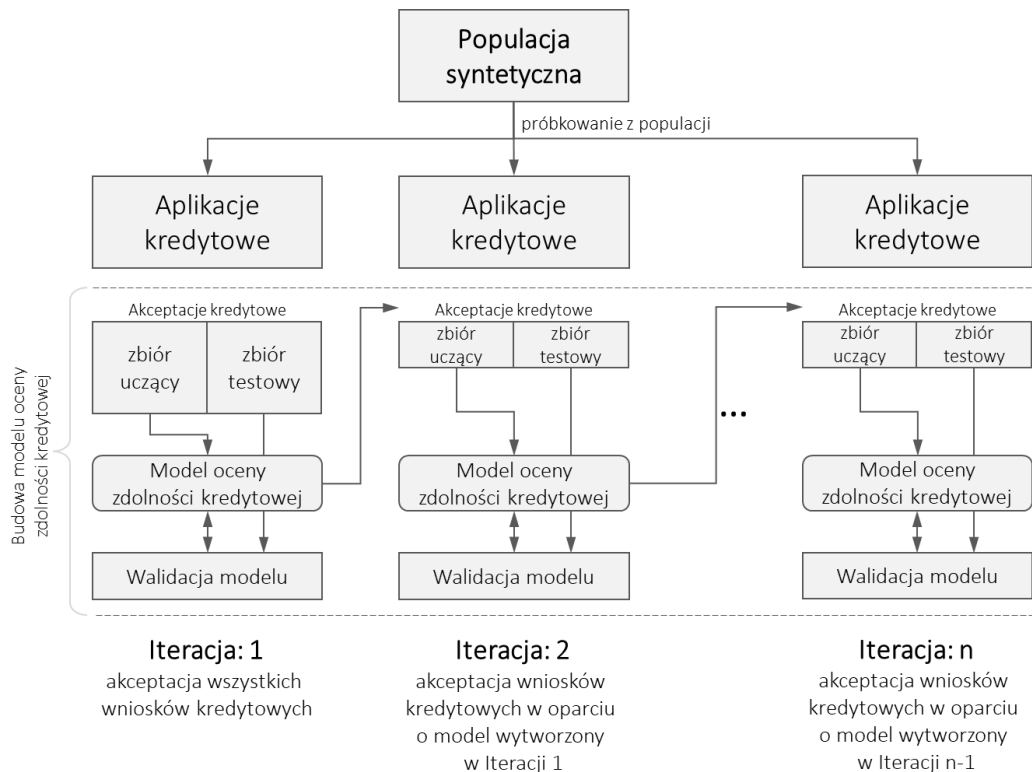 Populacja
syntetyczna
próbkowanie z populacji
Aplikacje
kredytowe
Aplikacje
kredytowe
Aplikacje
kredytowe
Budowa modelu oceny
zdolności kredytowej
Akceptacje kredytowe
zbiór
uczący
zbiór
testowy
Model oceny
zdolności kredytowej
Walidacja modelu
Akceptacje kredytowe
zbiór
uczący
zbiór
testowy
Model oceny
zdolności kredytowej
Walidacja modelu
...
Akceptacje kredytowe
zbiór
uczący
zbiór
testowy
Model oceny
zdolności kredytowej
Walidacja modelu
Iteracja: 1
akceptacja wszystkich
wniosków kredytowych
Iteracja: 2
akceptacja wniosków
kredytowych w oparciu
o model wytworzony
w Iteracji 1
Iteracja: n
akceptacja wniosków
kredytowych w oparciu
o model wytworzony
w Iteracji n-1